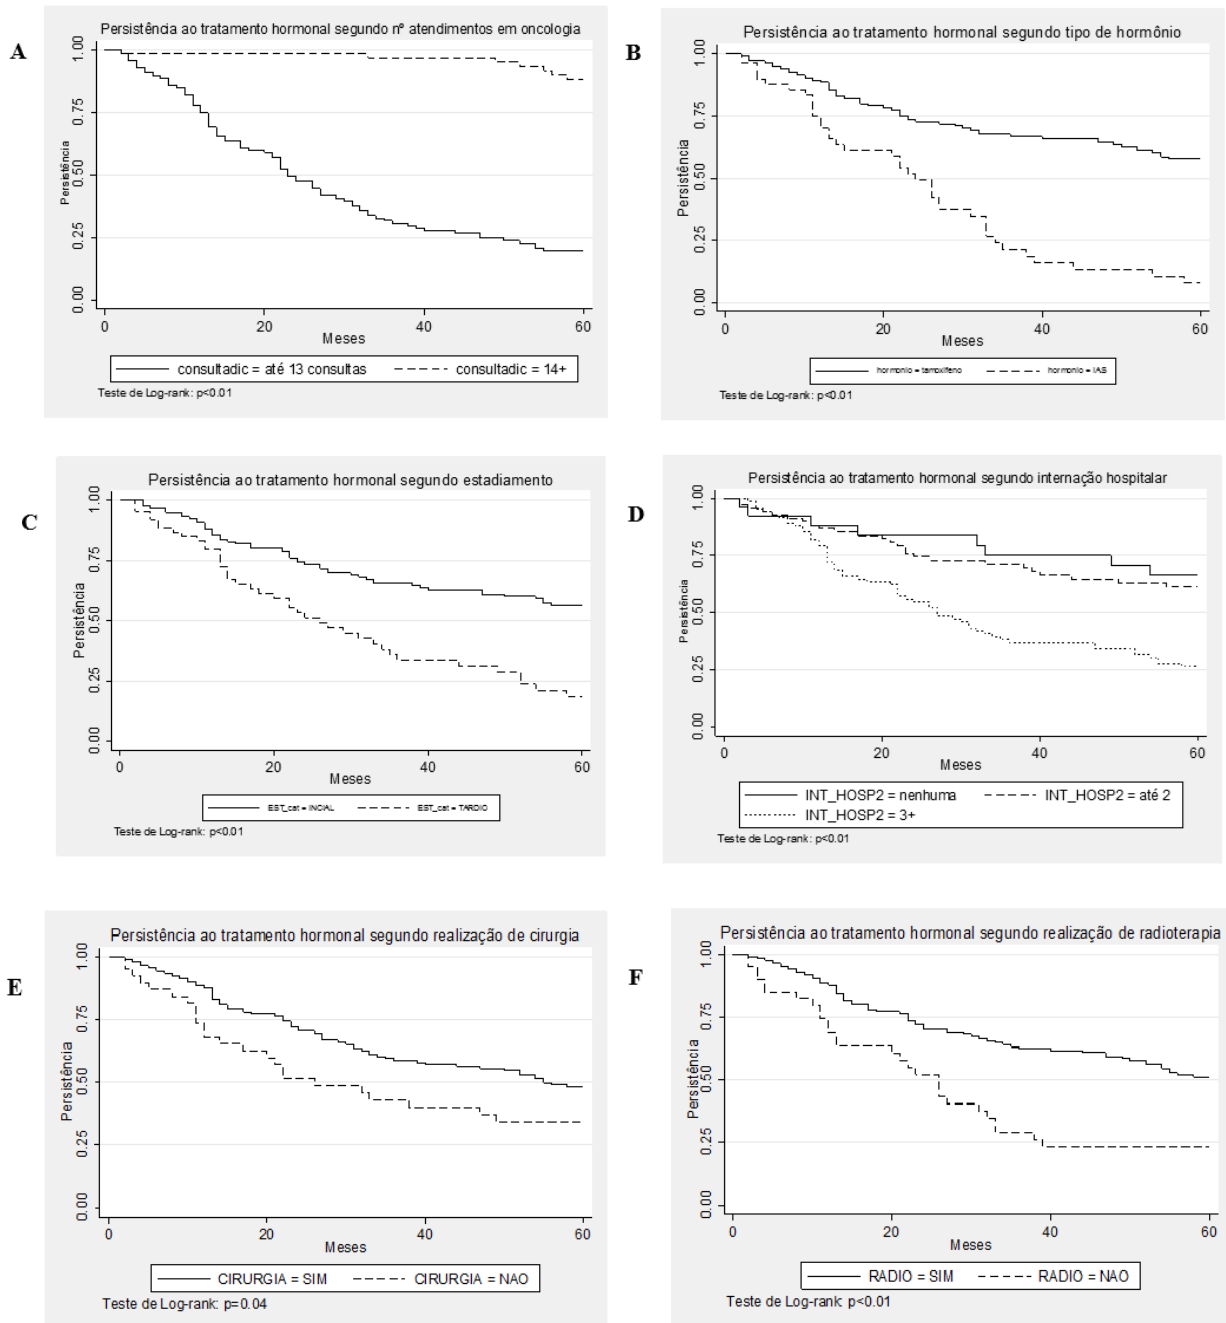 A
Persistência ao tratamento hormonal segundo nº atendimentos em oncologia
Persistência
1.00
0.75
0.50
0.25
0.00
0 20 40 60
Meses
consultadic = até 13 consultas consultadic = 14+
Teste de Log-rank: p<0.01
B
Persistência ao tratamento hormonal segundo tipo de hormônio
Persistência
1.00
0.75
0.50
0.25
0.00
0 20 40 60
Meses
hormonio = tamoxifeno hormonio = IAS
Teste de Log-rank: p<0.01
C
Persistência ao tratamento hormonal segundo estadiamento
Persistência
1.00
0.75
0.50
0.25
0.00
0 20 40 60
Meses
EST_cat = INCIAL EST_cat = TARDIO
Teste de Log-rank: p<0.01
D
Persistência ao tratamento hormonal segundo internação hospitalar
Persistência
1.00
0.75
0.50
0.25
0.00
0 20 40 60
Meses
INT_HOSP2 = nenhuma INT_HOSP2 = até 2
INT_HOSP2 = 3+
Teste de Log-rank: p<0.01
E
Persistência ao tratamento hormonal segundo realização de cirurgia
Persistência
1.00
0.75
0.50
0.25
0.00
0 20 40 60
Meses
CIRURGIA = SIM CIRURGIA = NAO
Teste de Log-rank: p=0.04
F
Persistência ao tratamento hormonal segundo realização de radioterapia
Persistência
1.00
0.75
0.50
0.25
0.00
0 20 40 60
Meses
RADIO = SIM RADIO = NAO
Teste de Log-rank: p<0.01